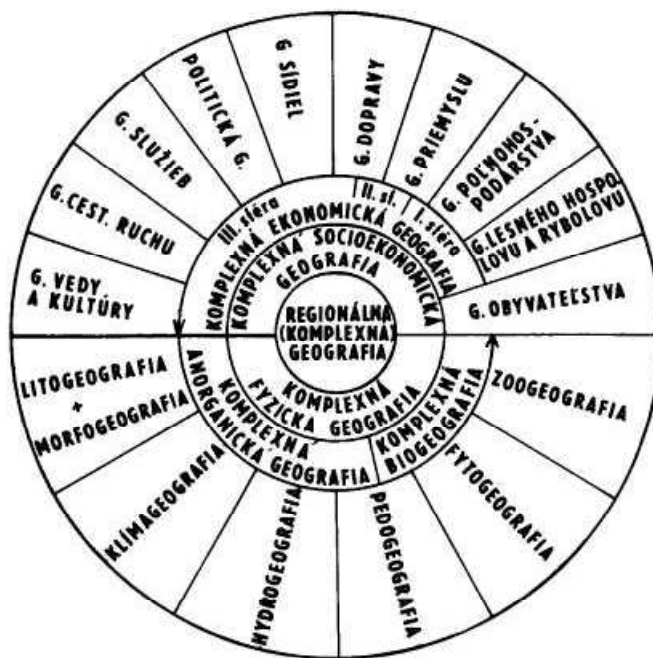 G. VEDY
A KULTÚRY
G. CEST. RUCHU
G. SLUŽIEB
POLITICKÁ G.
G SÍDIEL
G. DOPRAVY
G. PRIEMYSLU
G. POĽNOHOS-
PODÁRSTVA
G. LESNÉHO HOSPO.
LOVU A RYBOLOVU
G. OBYVATEĽSTVA
III. sféra
II. sf.
I. sféra
KOMPLEXNÁ EKONOMICKÁ GEOGRAFIA
KOMPLEXNÁ SOCIOEKONOMICKÁ
GEOGRAFIA
REGIONÁLNA
(KOMPLEXNÁ)
GEOGRAFIA
KOMPLEXNÁ
FYZICKÁ GEOGRAFIA
KOMPLEXNÁ
ANORGANICKÁ GEOGRAFIA
KOMPLEXNÁ
BIOGEOGRAFIA
LITOGEOGRAFIA
+
MORFOGEOGRAFIA
KLÍMAGEOGRAFIA
HYDROGEOGRAFIA
PEDOGEOGRAFIA
FYTOGEOGRAFIA
ZOOGEOGRAFIA